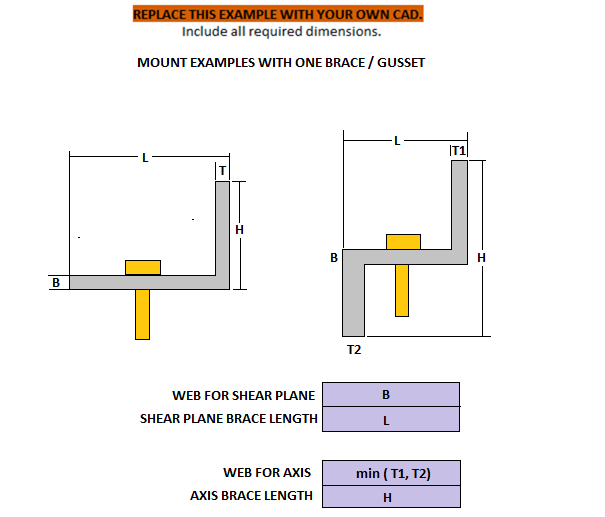 REPLACE THIS EXAMPLE WITH YOUR OWN CAD.
Include all required dimensions.
MOUNT EXAMPLES WITH ONE BRACE / GUSSET
L
T
H
B
L
T1
B
H
T2
WEB FOR SHEAR PLANE B
SHEAR PLANE BRACE LENGTH L
WEB FOR AXIS min ( T1, T2)
AXIS BRACE LENGTH H